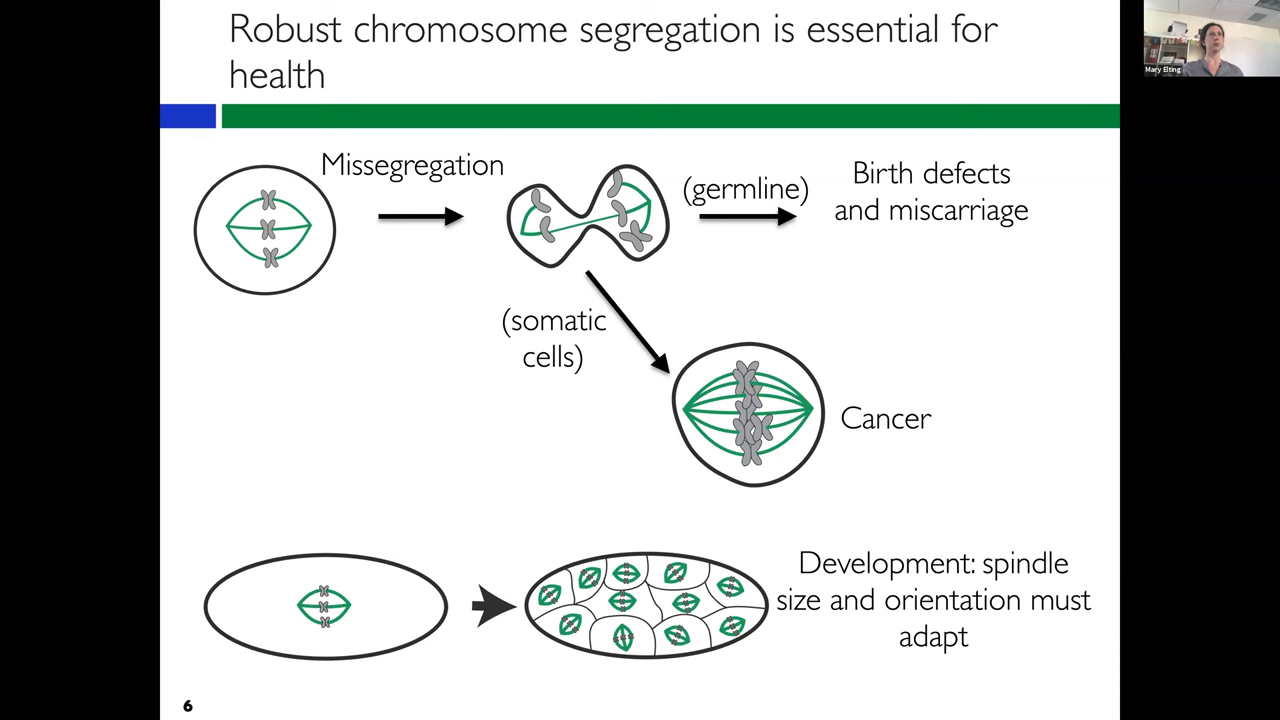 Robust chromosome segregation is essential for
health
Mary Elting
Missegregation
(germline)
Birth defects
and miscarriage
(somatic
cells)
Cancer
Development: spindle
size and orientation must
adapt
6